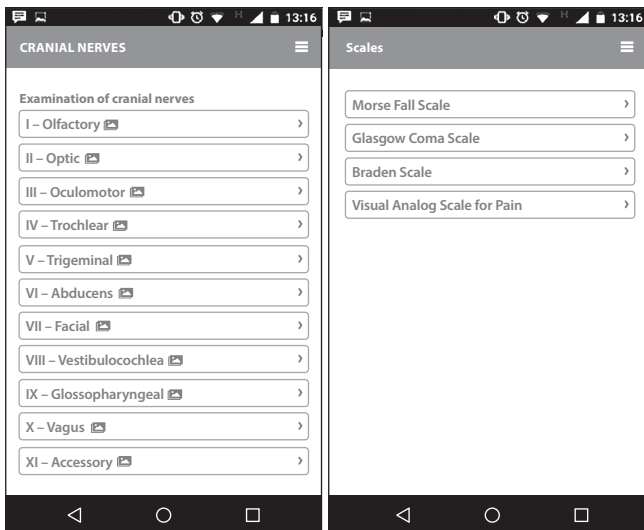 13:16
CRANIAL NERVES
Examination of cranial nerves
I – Olfactory
II – Optic
III – Oculomotor
IV – Trochlear
V – Trigeminal
VI – Abducens
VII – Facial
VIII – Vestibulocochlea
IX – Glossopharyngeal
X – Vagus
XI – Accessory
H 13:16
Scales
Morse Fall Scale
Glasgow Coma Scale
Braden Scale
Visual Analog Scale for Pain